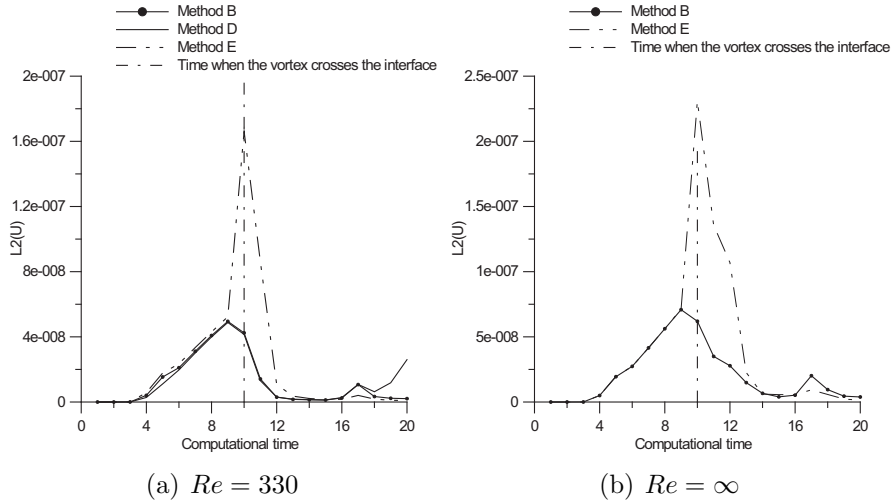 Method B
Method D
Method E
Time when the vortex crosses the interface
2e-007
1.6e-007
1.2e-007
8e-008
4e-008
0
L2(U)
0 4 8 12 16 20
Computational time
(a) Re = 330
Method B
Method E
Time when the vortex crosses the interface
2.5e-007
2e-007
1.5e-007
1e-007
5e-008
0
L2(U)
0 4 8 12 16 20
Computational time
(b) Re = ∞